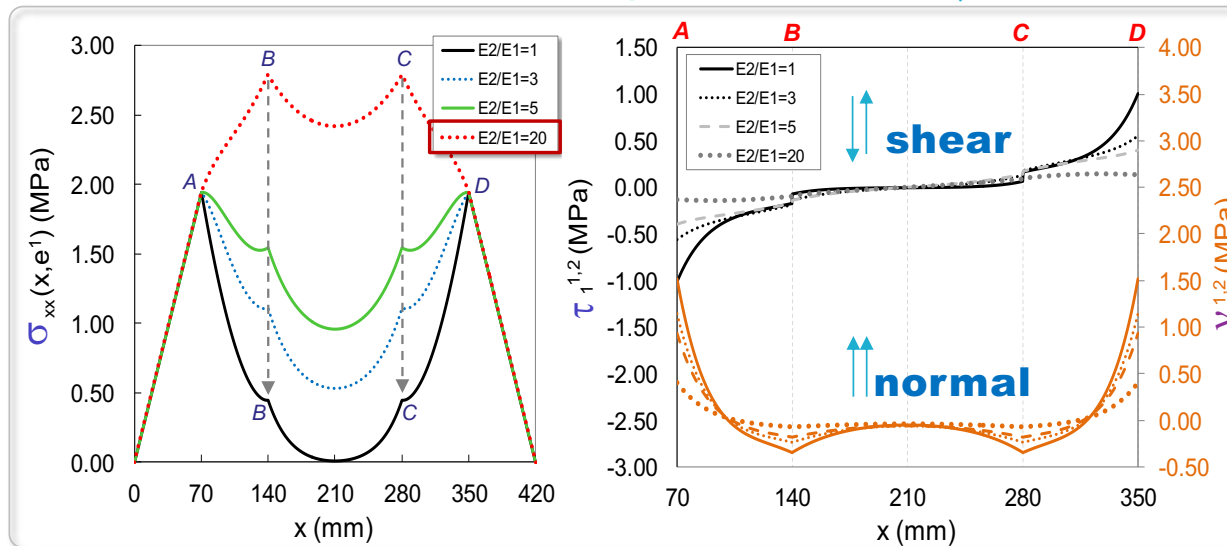 3.00
2.50
2.00
1.50
1.00
0.50
0.00
σxx(x,e¹) (MPa)
B
C
A
D
B
C
E2/E1=1
E2/E1=3
E2/E1=5
E2/E1=20
0 70 140 210 280 350 420
x (mm)
A B C D
1.50
1.00
0.50
0.00
-0.50
-1.00
-1.50
-2.00
-2.50
-3.00
τ₁¹,² (MPa)
E2/E1=1
E2/E1=3
E2/E1=5
E2/E1=20
shear
normal
4.00
3.50
3.00
2.50
2.00
1.50
1.00
0.50
0.00
-0.50
(MPa)
70 140 210 280 350
x (mm)